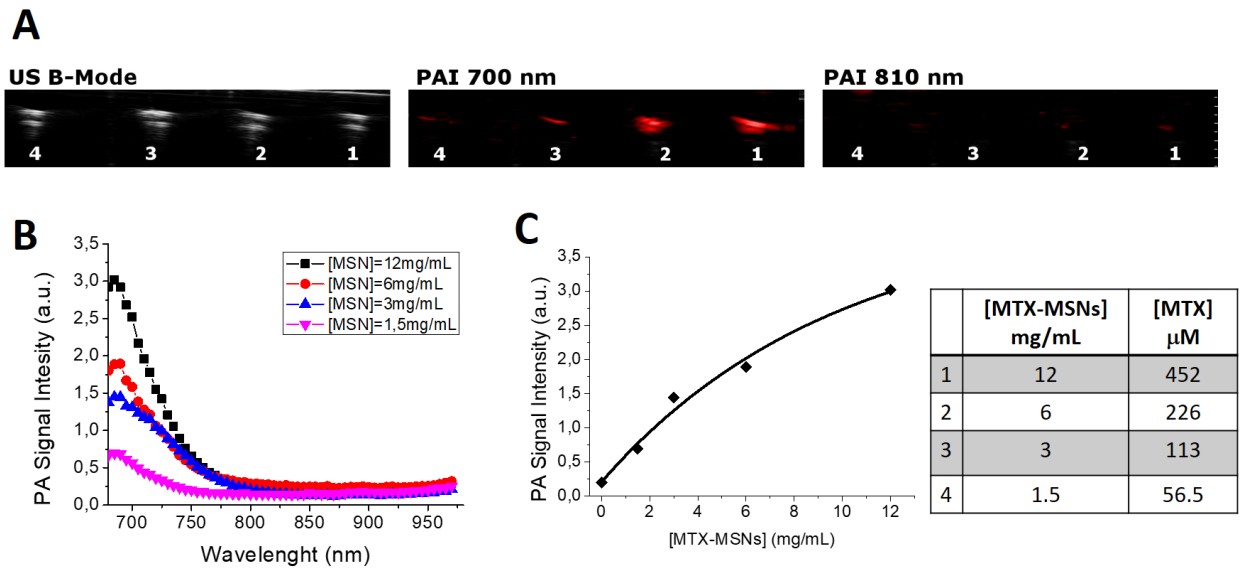 A
US B-Mode
PAI 700 nm
PAI 810 nm
4 3 2 1
4 3 2 1
4 3 2 1
B
3,5
3,0
2,5
2,0
1,5
1,0
0,5
0,0
PA Signal Intesity (a.u.)
[MSN]=12mg/mL
[MSN]=6mg/mL
[MSN]=3mg/mL
[MSN]=1,5mg/mL
700 750 800 850 900 950
Wavelenght (nm)
C
3,5
3,0
2,5
2,0
1,5
1,0
0,5
0,0
PA Signal Intensity (a.u.)
0 2 4 6 8 10 12
[MTX-MSNs] (mg/mL)
[MTX-MSNs] [MTX]
mg/mL µM
1 12 452
2 6 226
3 3 113
4 1.5 56.5